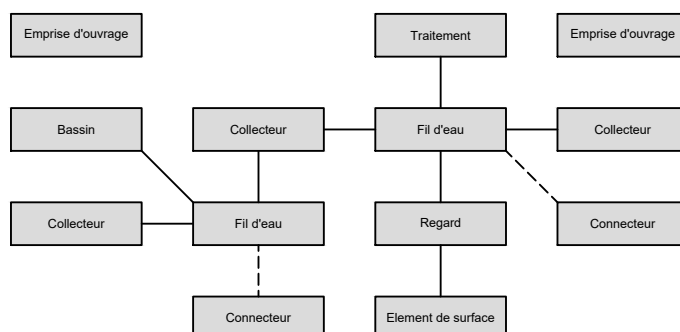 Emprise d'ouvrage
Traitement
Emprise d'ouvrage
Bassin
Collecteur
Fil d'eau
Collecteur
Collecteur
Fil d'eau
Regard
Connecteur
Connecteur
Element de surface